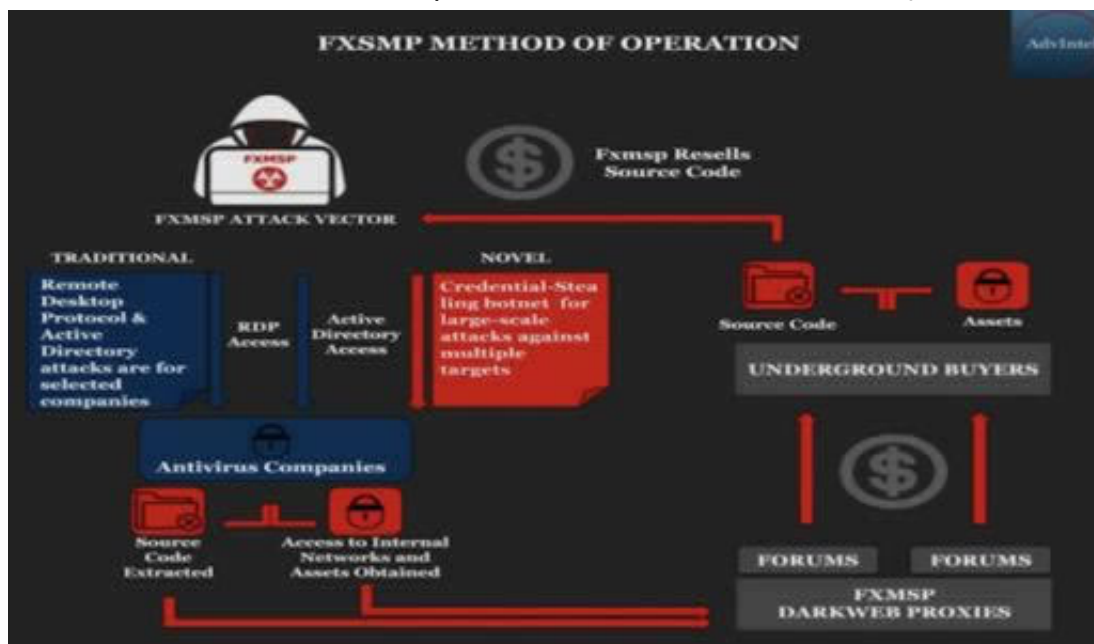 FXSMP METHOD OF OPERATION
AdvInte
FXMSP
Fxmsp Resells
Source Code
FXMSP ATTACK VECTOR
TRADITIONAL
Remote
Desktop
Protocol &
Active
Directory
attacks are for
selected
companies
RDP
Access
Active
Directory
Access
NOVEL
Credential-Stea
ling botnet for
large-scale
attacks against
multiple
targets
Source Code
Assets
UNDERGROUND BUYERS
Antivirus Companies
Source
Code
Extracted
Access to Internal
Networks and
Assets Obtained
FORUMS
FORUMS
FXMSP
DARKWEB PROXIES